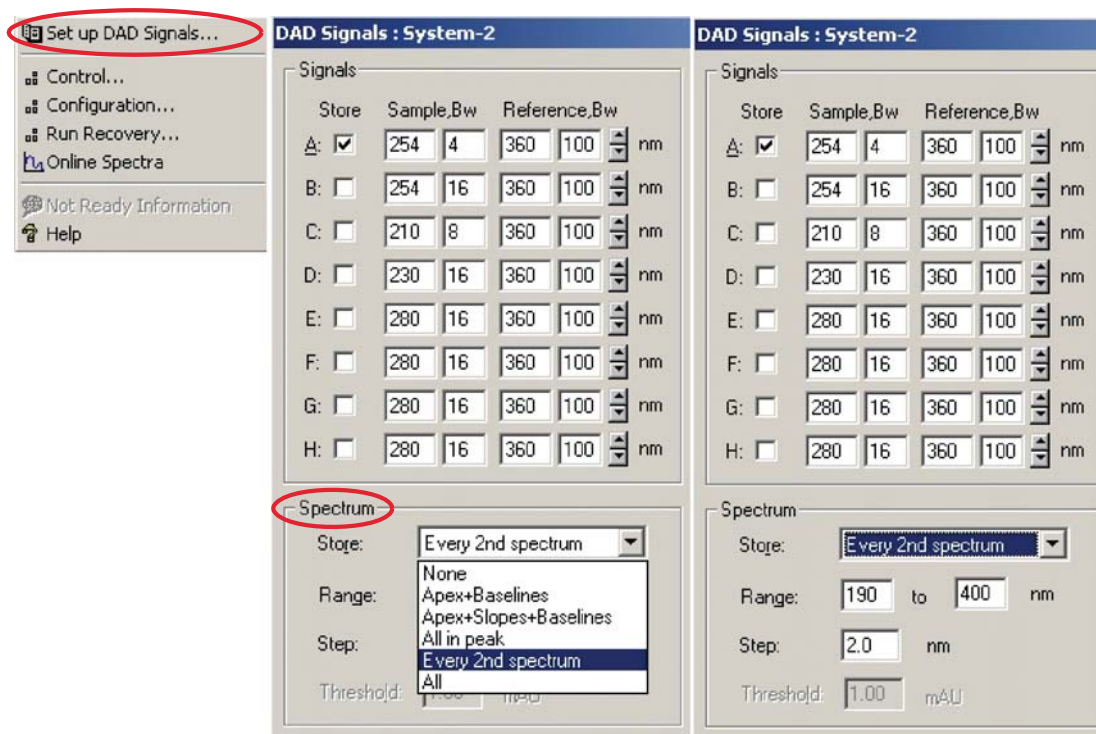 Set up DAD Signals...
Control...
Configuration...
Run Recovery...
Online Spectra
Not Ready Information
Help
DAD Signals : System-2
Signals
Store Sample,Bw Reference,Bw
A: 254 4 360 100 nm
B: 254 16 360 100 nm
C: 210 8 360 100 nm
D: 230 16 360 100 nm
E: 280 16 360 100 nm
F: 280 16 360 100 nm
G: 280 16 360 100 nm
H: 280 16 360 100 nm
Spectrum
Store: Every 2nd spectrum
None
Range: Apex+Baselines
Apex+Slopes+Baselines
Step: All in peak
Every 2nd spectrum
All
Threshold: 1.00 mAU
DAD Signals : System-2
Signals
Store Sample,Bw Reference,Bw
A: 254 4 360 100 nm
B: 254 16 360 100 nm
C: 210 8 360 100 nm
D: 230 16 360 100 nm
E: 280 16 360 100 nm
F: 280 16 360 100 nm
G: 280 16 360 100 nm
H: 280 16 360 100 nm
Spectrum
Store: Every 2nd spectrum
Range: 190 to 400 nm
Step: 2.0 nm
Threshold: 1.00 mAU